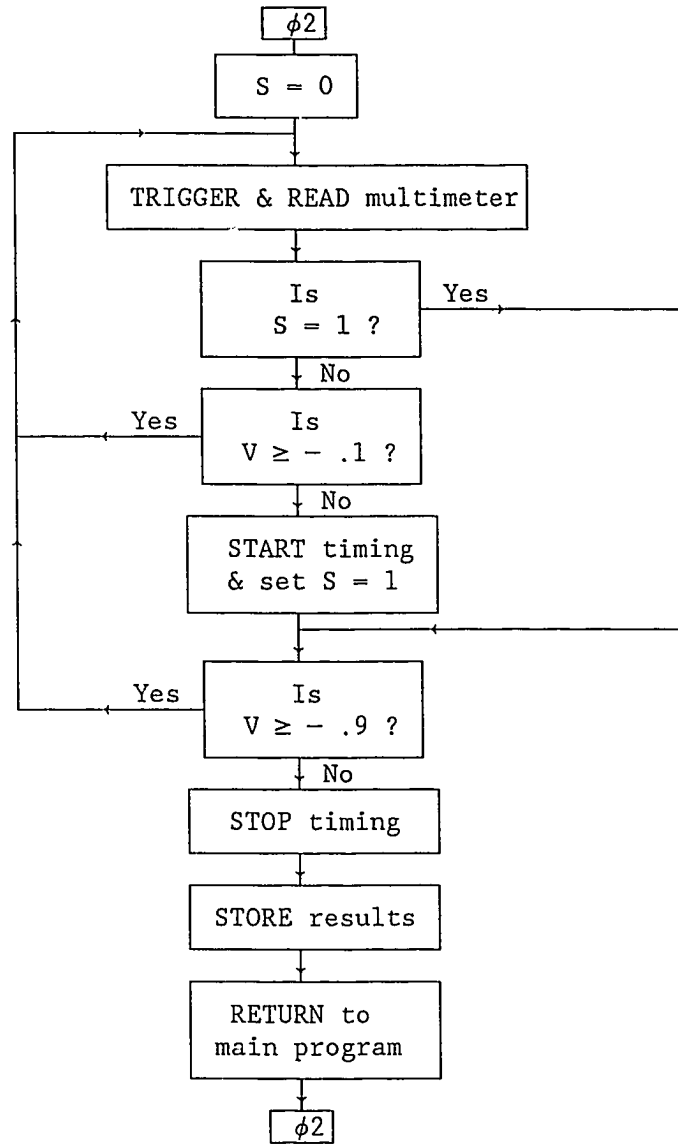 ϕ2
S = 0
TRIGGER & READ multimeter
Is
S = 1 ?
Yes
No
Is
V ≥ - .1 ?
Yes
No
START timing
& set S = 1
Is
V ≥ - .9 ?
Yes
No
STOP timing
STORE results
RETURN to
main program
ϕ2